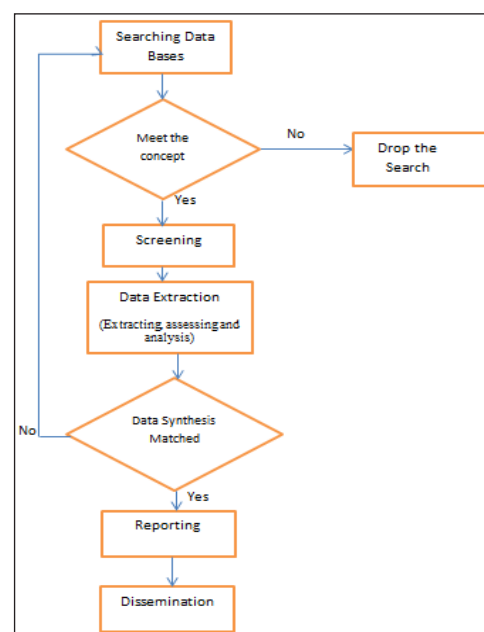 Searching Data
Bases
Meet the
concept
No
Drop the
Search
Yes
Screening
Data Extraction
(Extracting, assessing and
analysis)
Data Synthesis
Matched
No
Yes
Reporting
Dissemination